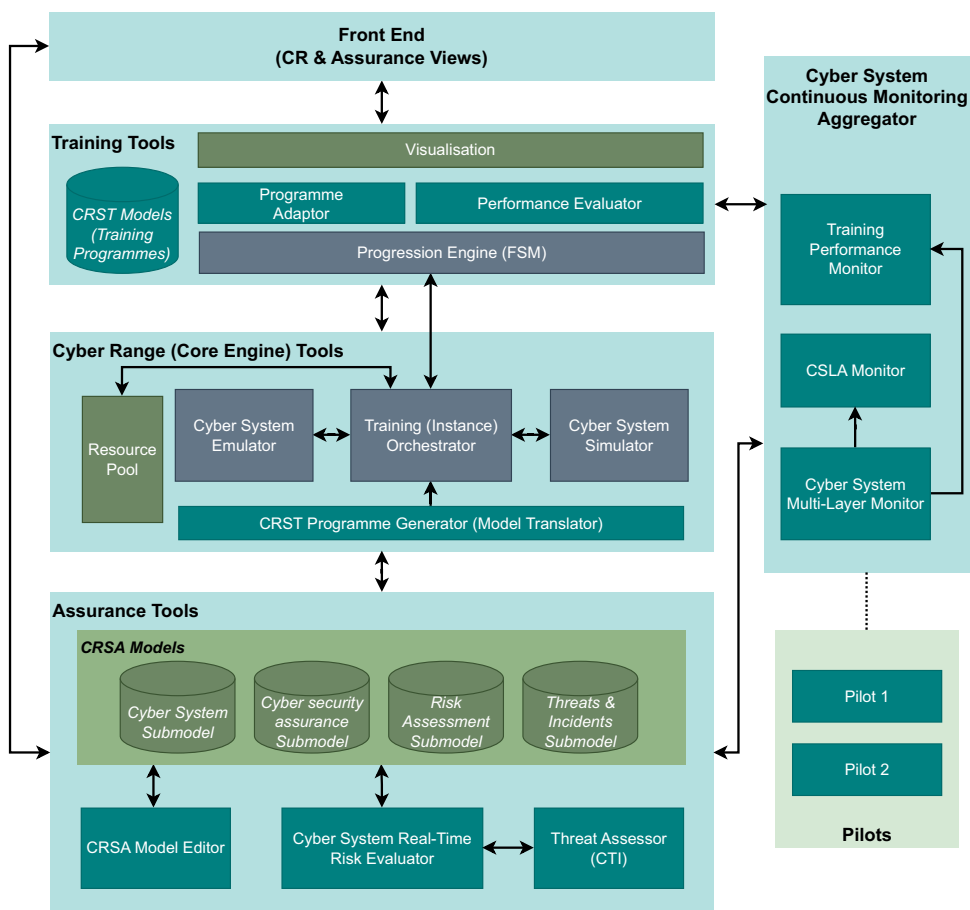 Front End
(CR & Assurance Views)
Training Tools
Visualisation
CRST Models
(Training
Programmes)
Programme
Adaptor
Performance Evaluator
Progression Engine (FSM)
Cyber Range (Core Engine) Tools
Resource
Pool
Cyber System
Emulator
Training (Instance)
Orchestrator
Cyber System
Simulator
CRST Programme Generator (Model Translator)
Assurance Tools
CRSA Models
Cyber System
Submodel
Cyber security
assurance
Submodel
Risk
Assessment
Submodel
Threats &
Incidents
Submodel
CRSA Model Editor
Cyber System Real-Time
Risk Evaluator
Threat Assessor
(CTI)
Cyber System
Continuous Monitoring
Aggregator
Training
Performance
Monitor
CSLA Monitor
Cyber System
Multi-Layer Monitor
Pilot 1
Pilot 2
Pilots